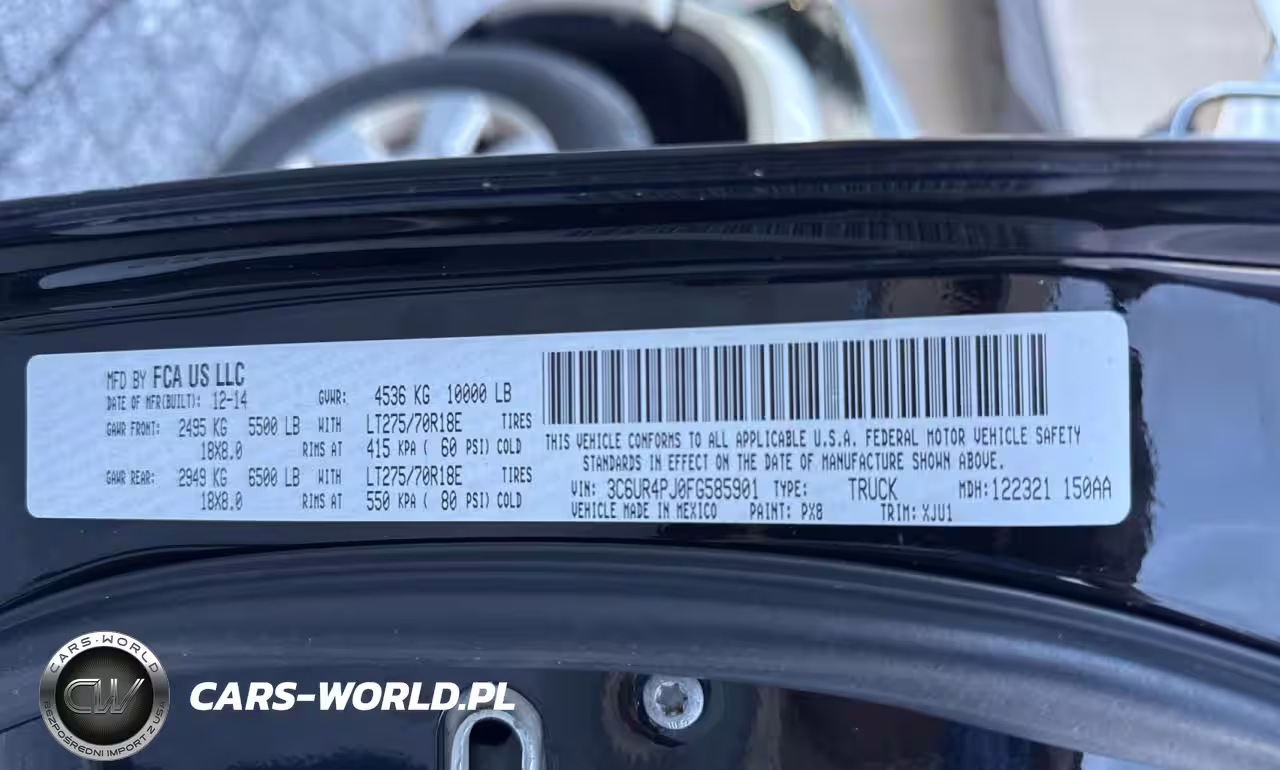 MFD BY FCA US LLC
DATE OF MFR(BUILT): 12-14 GVWR: 4536 KG 10000 LB
GAWR FRONT: 2495 KG 5500 LB WITH LT275/70R18E TIRES
18X8.0 RIMS AT 415 KPA ( 60 PSI) COLD
GAWR REAR: 2949 KG 6500 LB WITH LT275/70R18E TIRES
18X8.0 RIMS AT 550 KPA ( 80 PSI) COLD
THIS VEHICLE CONFORMS TO ALL APPLICABLE U.S.A. FEDERAL MOTOR VEHICLE SAFETY
STANDARDS IN EFFECT ON THE DATE OF MANUFACTURE SHOWN ABOVE.
VIN: 3C6UR4PJ0FG585901 TYPE: TRUCK MDH:122321 150AA
VEHICLE MADE IN MEXICO PAINT: PX8 TRIM: XJU1
CARS-WORLD
CW
BEZPOŚREDNI IMPORT Z USA
CARS-WORLD.PL